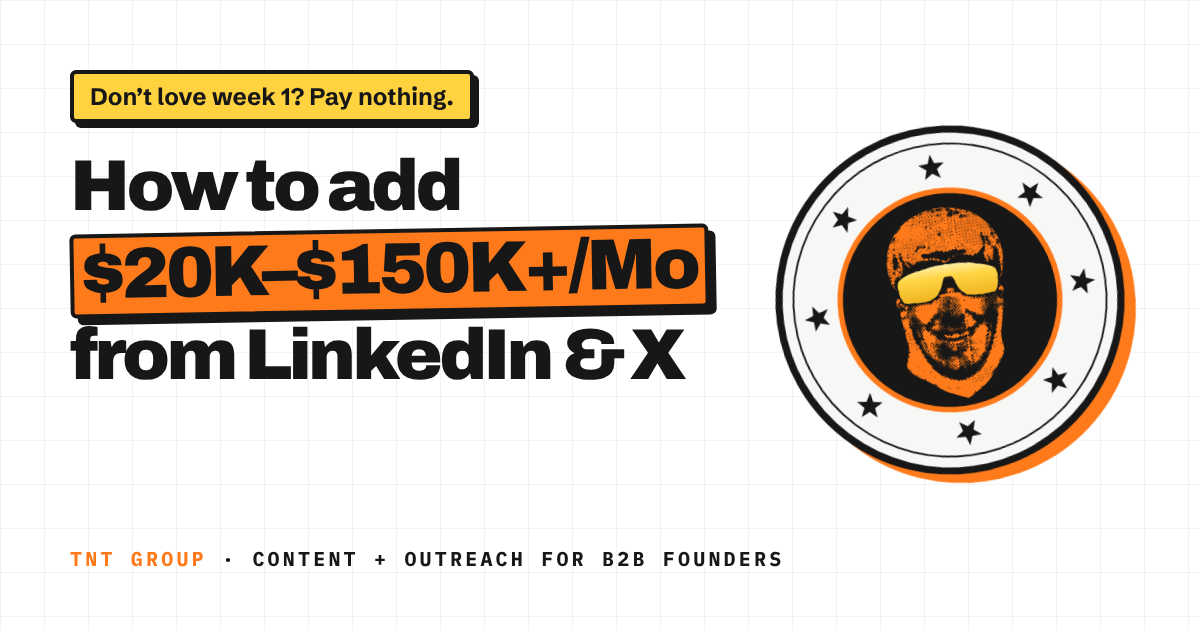 Don’t love week 1? Pay nothing.
How to add
$20K–$150K+/Mo
from LinkedIn & X
TNT GROUP · CONTENT + OUTREACH FOR B2B FOUNDERS